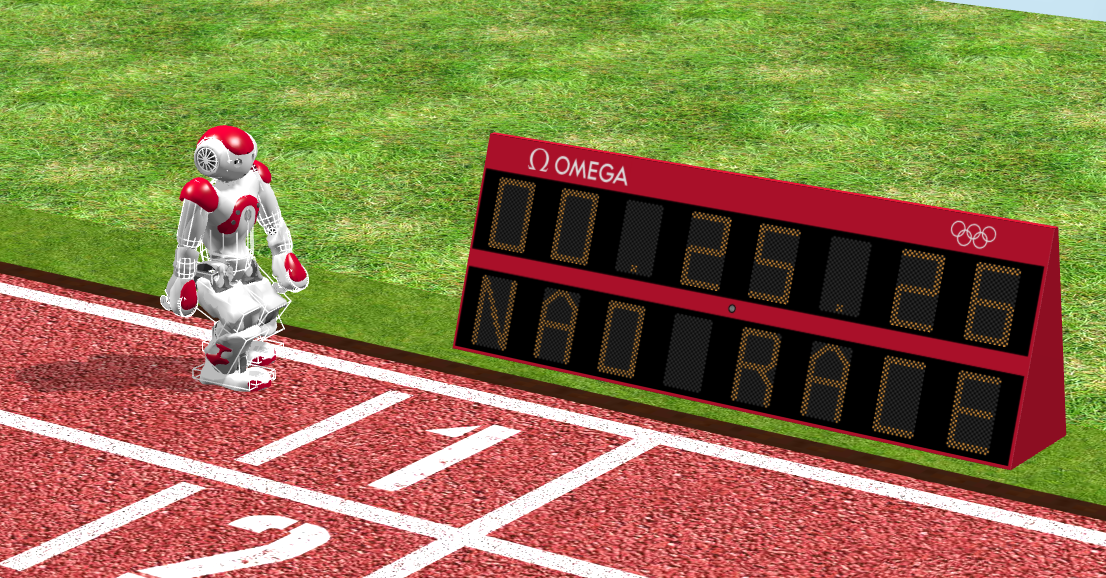 Ω OMEGA
00.25.26
NAO RACE
1
2